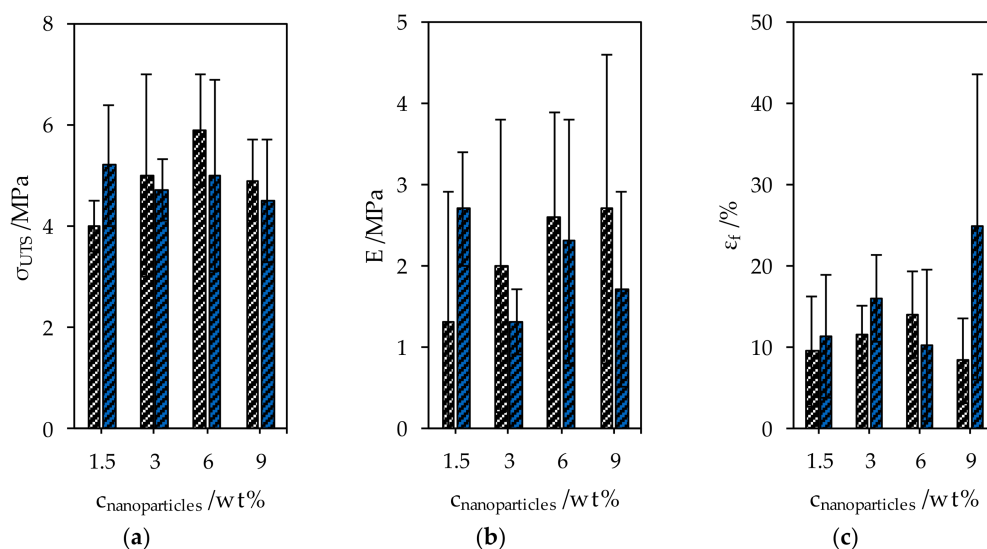 8
6
4
2
0
σUTS /MPa
1.5 3 6 9
cnanoparticles /wt%
(a)
5
4
3
2
1
0
E /MPa
1.5 3 6 9
cnanoparticles /wt%
(b)
50
40
30
20
10
0
εf /%
1.5 3 6 9
cnanoparticles /wt%
(c)